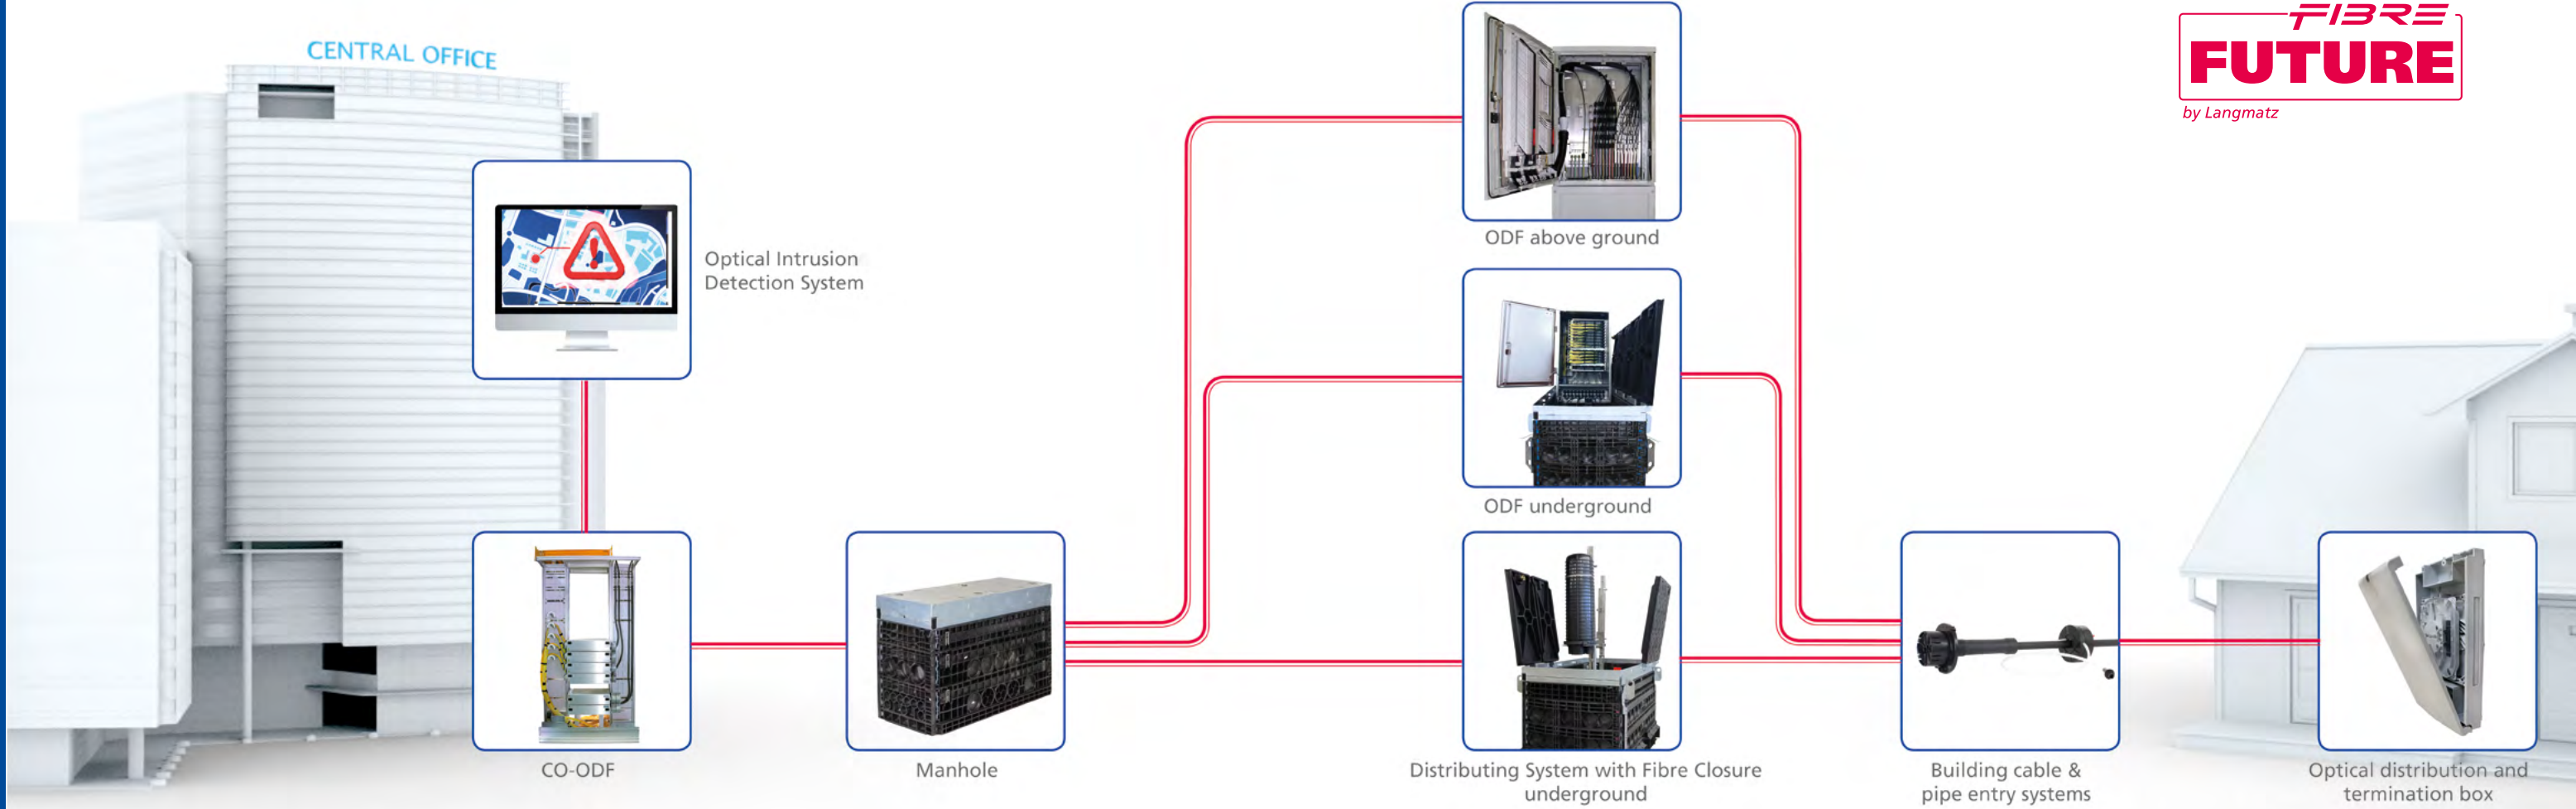 FIBRE
FUTURE
by Langmatz
CENTRAL OFFICE
Optical Intrusion
Detection System
ODF above ground
ODF underground
CO-ODF
Manhole
Distributing System with Fibre Closure
underground
Building cable &
pipe entry systems
Optical distribution and
termination box